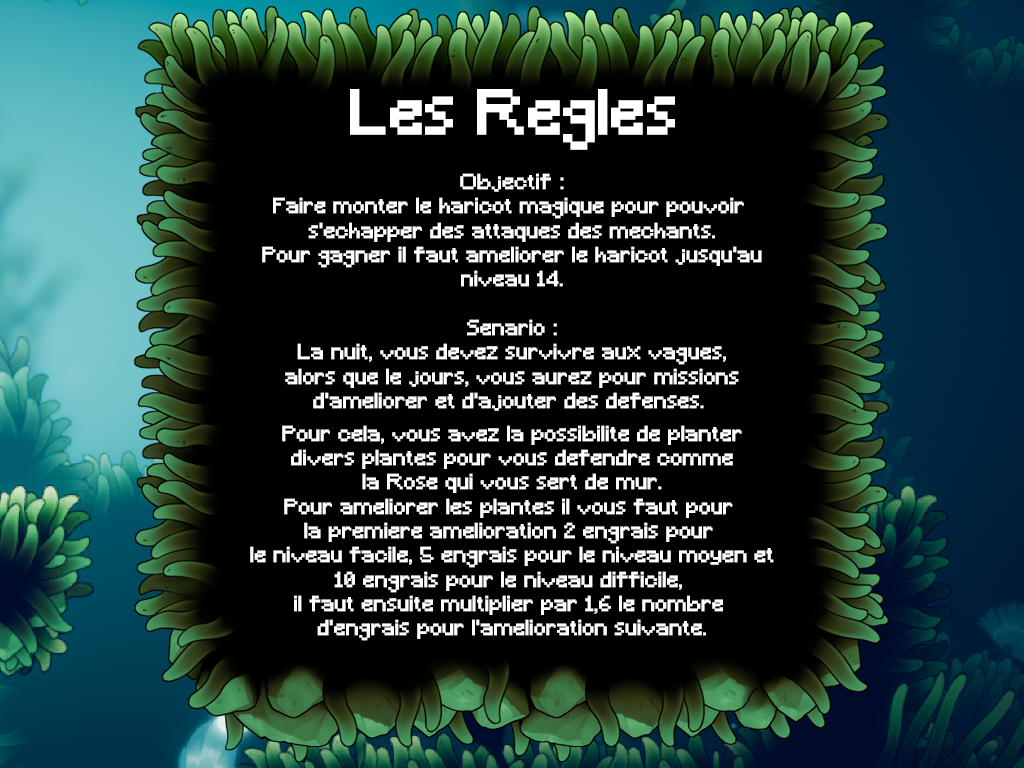 Les Regles
Objectif :
Faire monter le haricot magique pour pouvoir
s'echapper des attaques des mechants.
Pour gagner il faut ameliorer le haricot jusqu'au
niveau 14.
Senario :
La nuit, vous devez survivre aux vagues,
alors que le jours, vous aurez pour missions
d'ameliorer et d'ajouter des defenses.
Pour cela, vous avez la possibilite de planter
divers plantes pour vous defendre comme
la Rose qui vous sert de mur.
Pour ameliorer les plantes il vous faut pour
la premiere amelioration 2 engrais pour
le niveau facile, 5 engrais pour le niveau moyen et
10 engrais pour le niveau difficile,
il faut ensuite multiplier par 1,6 le nombre
d'engrais pour l'amelioration suivante.